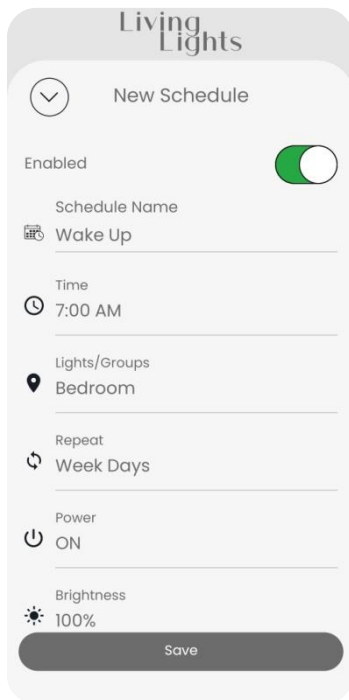 Living
Lights
New Schedule
Enabled
Schedule Name
Wake Up
Time
7:00 AM
Lights/Groups
Bedroom
Repeat
Week Days
Power
ON
Brightness
100%
Save